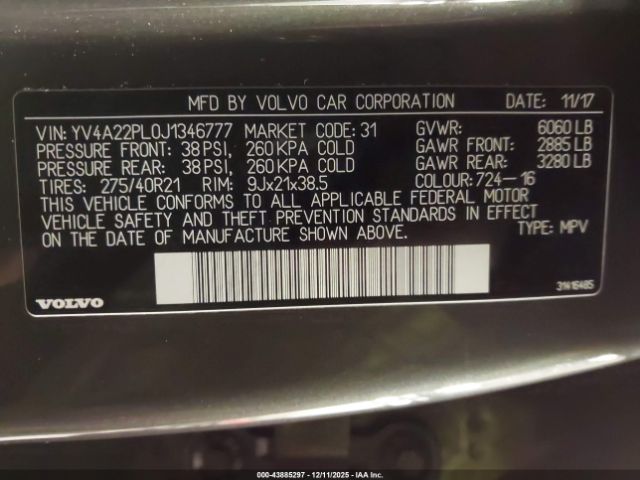 MFD BY VOLVO CAR CORPORATION DATE: 11/17
VIN: YV4A22PL0J1346777 MARKET CODE: 31 GVWR: 6060 LB
PRESSURE FRONT: 38 PSI, 260 KPA COLD GAWR FRONT: 2885 LB
PRESSURE REAR: 38 PSI, 260 KPA COLD GAWR REAR: 3280 LB
TIRES: 275/40R21 RIM: 9Jx21x38.5 COLOUR: 724-16
THIS VEHICLE CONFORMS TO ALL APPLICABLE FEDERAL MOTOR
VEHICLE SAFETY AND THEFT PREVENTION STANDARDS IN EFFECT
ON THE DATE OF MANUFACTURE SHOWN ABOVE. TYPE: MPV
VOLVO 31416485
000-43885297 - 12/11/2025 - IAA Inc.